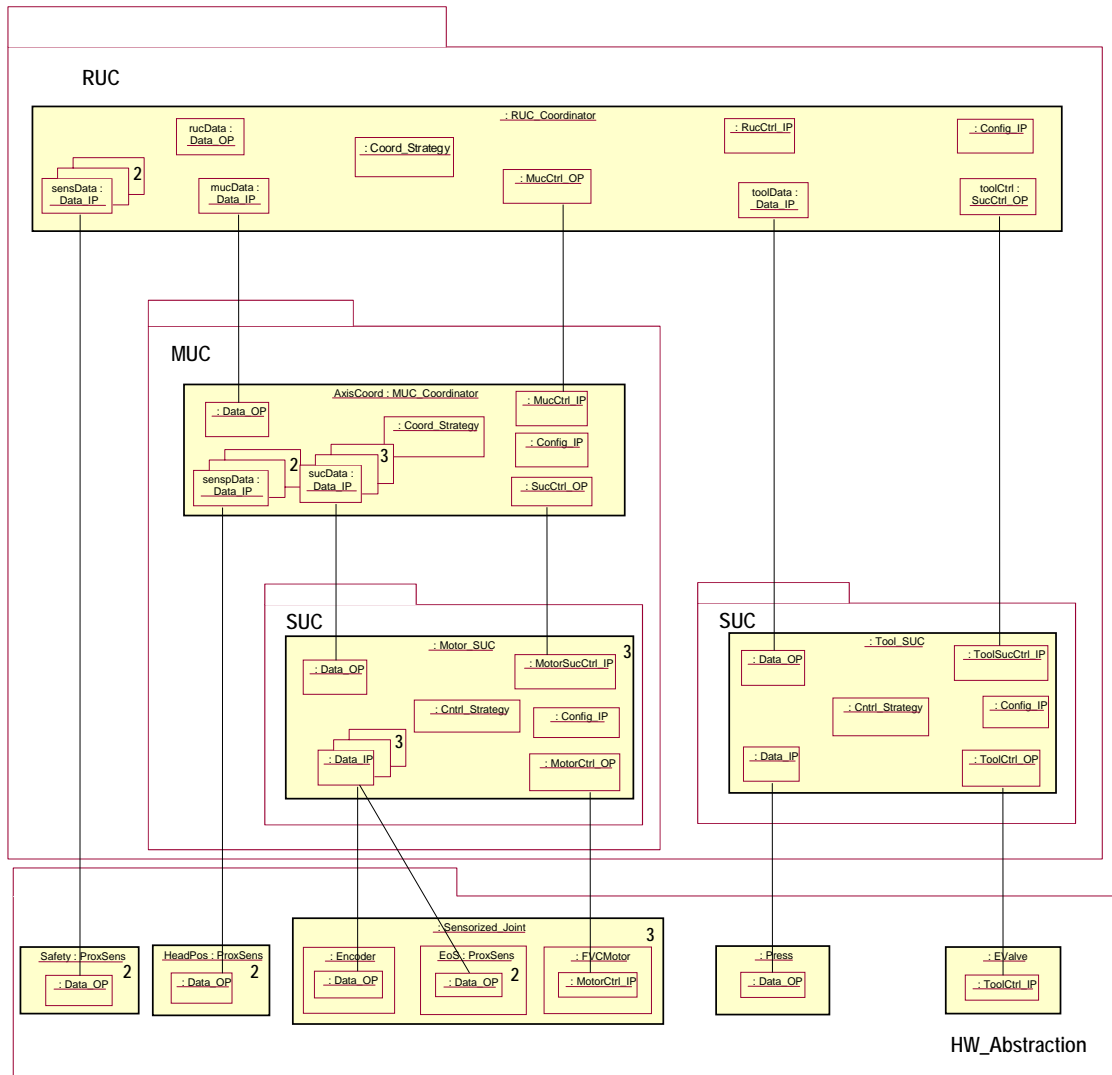 RUC
: RUC_Coordinator
rucData :
Data_OP
: Coord_Strategy
: RucCtrl_IP
: Config_IP
2
sensData :
Data_IP
mucData :
Data_IP
: MucCtrl_OP
toolData :
Data_IP
toolCtrl :
SucCtrl_OP
MUC
AxisCoord : MUC_Coordinator
: Data_OP
: MucCtrl_IP
: Coord_Strategy
: Config_IP
2
senspData :
Data_IP
3
sucData :
Data_IP
: SucCtrl_OP
SUC
: Motor_SUC
3
: Data_OP
: MotorSucCtrl_IP
: Cntrl_Strategy
: Config_IP
3
: Data_IP
: MotorCtrl_OP
SUC
: Tool_SUC
: Data_OP
: ToolSucCtrl_IP
: Cntrl_Strategy
: Config_IP
: Data_IP
: ToolCtrl_OP
Safety : ProxSens
2
: Data_OP
HeadPos : ProxSens
2
: Data_OP
: Sensorized_Joint
3
: Encoder
: Data_OP
EoS : ProxSens
2
: Data_OP
: FVCMotor
: MotorCtrl_IP
: Press
: Data_OP
: EValve
: ToolCtrl_IP
HW_Abstraction